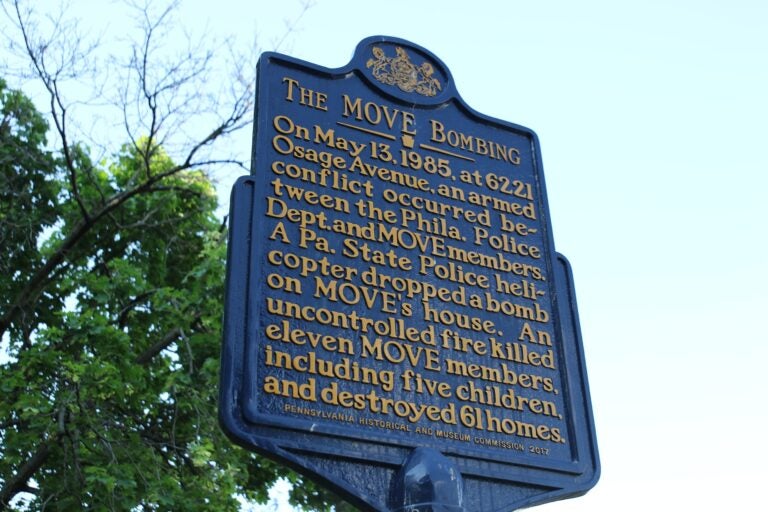 THE MOVE BOMBING
On May 13, 1985, at 6221
Osage Avenue, an armed
conflict occurred be-
tween the Phila. Police
Dept. and MOVE members.
A Pa. State Police heli-
copter dropped a bomb
on MOVE's house. An
uncontrolled fire killed
eleven MOVE members,
including five children,
and destroyed 61 homes.
PENNSYLVANIA HISTORICAL AND MUSEUM COMMISSION 2017